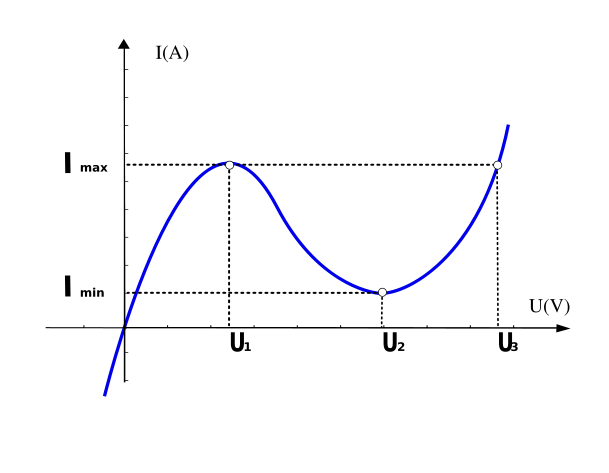 I(A)
I max
I min
U(V)
U1 U2 U3